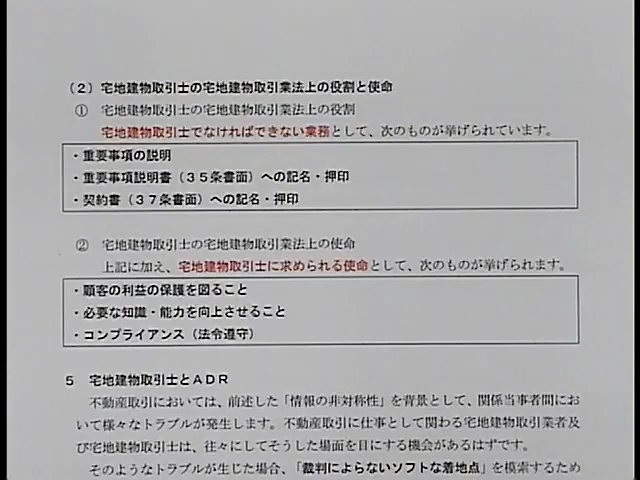 （２）宅地建物取引士の宅地建物取引業法上の役割と使命
①　宅地建物取引士の宅地建物取引業法上の役割
宅地建物取引士でなければできない業務として、次のものが挙げられています。
・重要事項の説明
・重要事項説明書（３５条書面）への記名・押印
・契約書（３７条書面）への記名・押印
②　宅地建物取引士の宅地建物取引業法上の使命
上記に加え、宅地建物取引士に求められる使命として、次のものが挙げられます。
・顧客の利益の保護を図ること
・必要な知識・能力を向上させること
・コンプライアンス（法令遵守）
５　宅地建物取引士とＡＤＲ
不動産取引においては、前述した「情報の非対称性」を背景として、関係当事者間にお
いて様々なトラブルが発生します。不動産取引に仕事として関わる宅地建物取引業者及
び宅地建物取引士は、往々にしてそうした場面を目にする機会があるはずです。
そのようなトラブルが生じた場合、「裁判によらないソフトな着地点」を模索するため